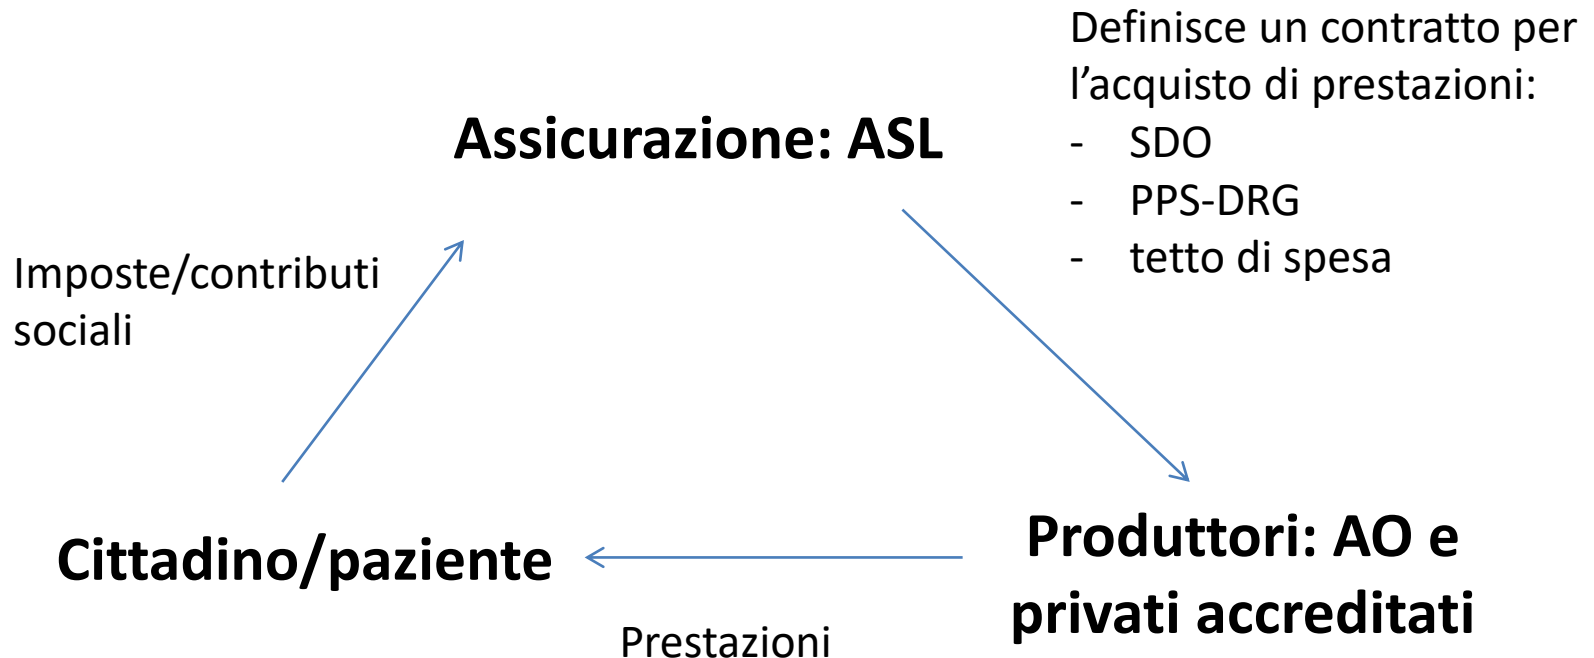 Definisce un contratto per
l’acquisto di prestazioni:
- SDO
- PPS-DRG
- tetto di spesa
Assicurazione: ASL
Imposte/contributi
sociali
Cittadino/paziente
Produttori: AO e
privati accreditati
Prestazioni